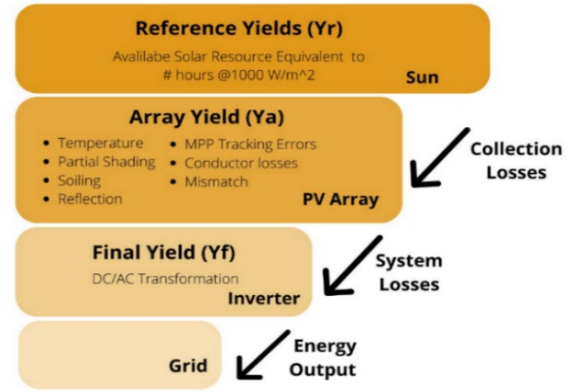 Reference Yields (Yr)
Availabe Solar Resource Equivalent to
# hours @1000 W/m^2
Sun
Array Yield (Ya)
• Temperature
• Partial Shading
• Soiling
• Reflection
• MPP Tracking Errors
• Conductor losses
• Mismatch
PV Array
Collection
Losses
Final Yield (Yf)
DC/AC Transformation
Inverter
System
Losses
Grid
Energy
Output